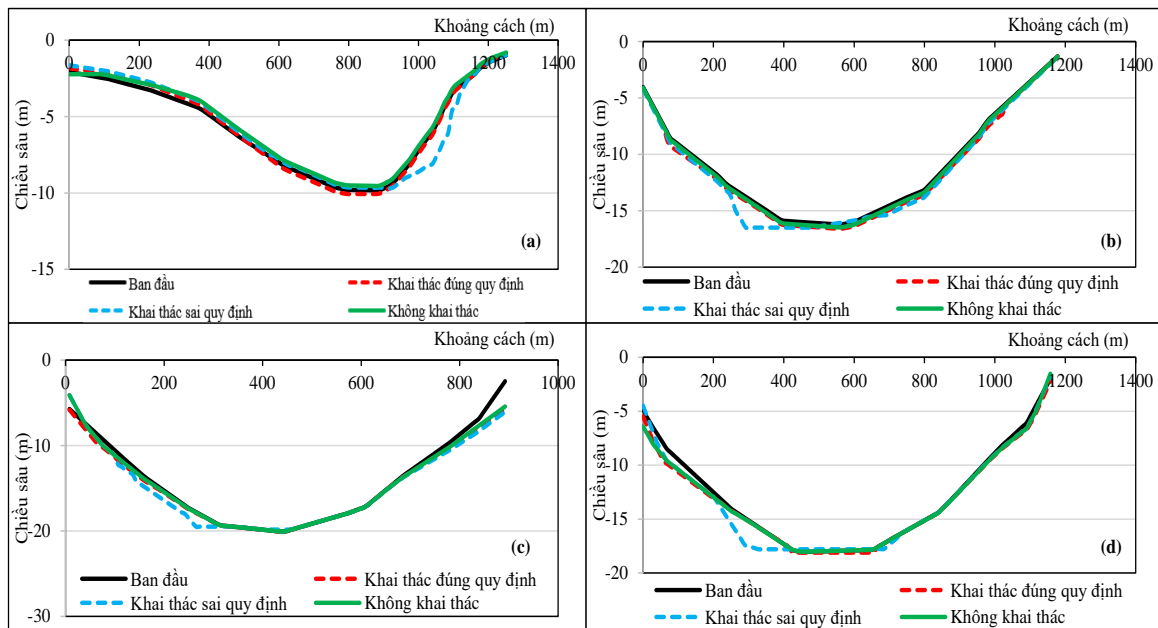 Khoảng cách (m)
0
0 200 400 600 800 1000 1200 1400
-5
-10
-15
Chiều sâu (m)
(a)
Ban đầu
Khai thác đúng quy định
Khai thác sai quy định
Không khai thác
Khoảng cách (m)
0
0 200 400 600 800 1000 1200 1400
-5
-10
-15
-20
Chiều sâu (m)
(b)
Ban đầu
Khai thác đúng quy định
Khai thác sai quy định
Không khai thác
Khoảng cách (m)
0
0 200 400 600 800 1000
-10
-20
-30
Chiều sâu (m)
(c)
Ban đầu
Khai thác đúng quy định
Khai thác sai quy định
Không khai thác
Khoảng cách (m)
0
0 200 400 600 800 1000 1200 1400
-5
-10
-15
-20
Chiều sâu (m)
(d)
Ban đầu
Khai thác đúng quy định
Khai thác sai quy định
Không khai thác